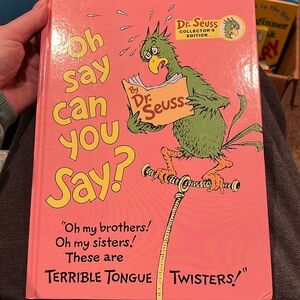 Oh
say
can
you
say?
Dr. Seuss
COLLECTOR'S
EDITION
By
Dr.
Seuss
"Oh my brothers!
Oh my sisters!
These are
TERRIBLE TONGUE TWISTERS!"